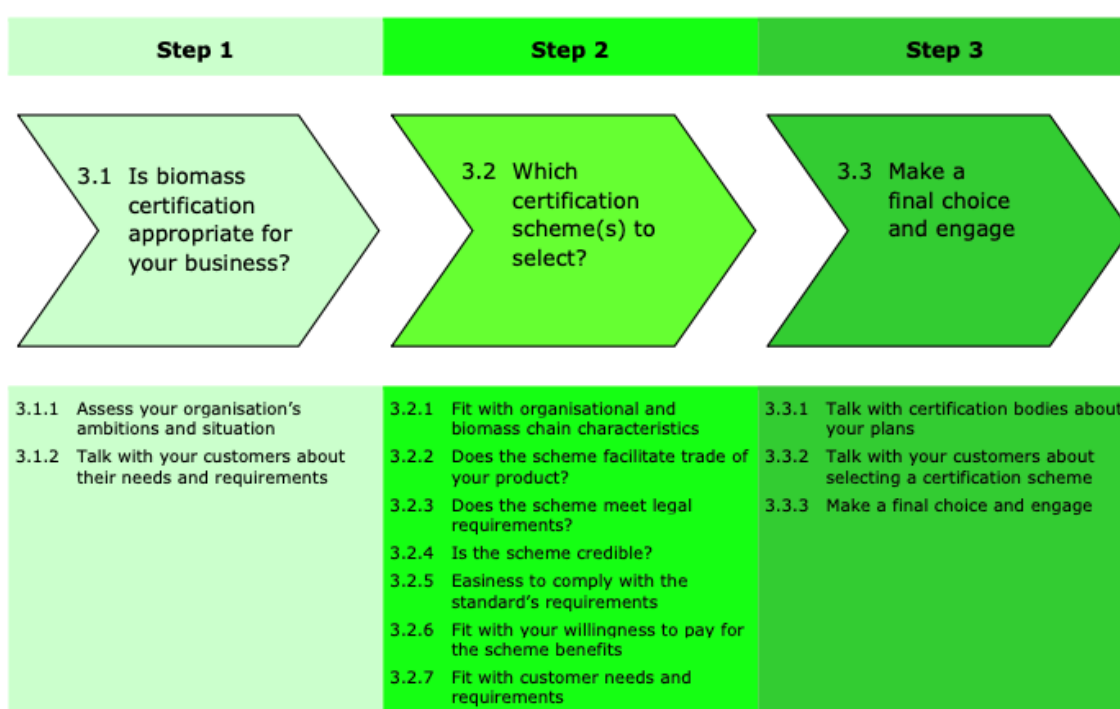 Step 1
Step 2
Step 3
3.1 Is biomass
certification
appropriate for
your business?
3.2 Which
certification
scheme(s) to
select?
3.3 Make a
final choice
and engage
3.1.1 Assess your organisation's
ambitions and situation
3.1.2 Talk with your customers about
their needs and requirements
3.2.1 Fit with organisational and
biomass chain characteristics
3.2.2 Does the scheme facilitate trade of
your product?
3.2.3 Does the scheme meet legal
requirements?
3.2.4 Is the scheme credible?
3.2.5 Easiness to comply with the
standard's requirements
3.2.6 Fit with your willingness to pay for
the scheme benefits
3.2.7 Fit with customer needs and
requirements
3.3.1 Talk with certification bodies about
your plans
3.3.2 Talk with your customers about
selecting a certification scheme
3.3.3 Make a final choice and engage